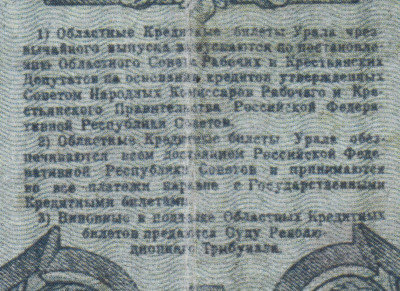 1) Областные Кредитные билеты Урала чрез-
вычайного выпуска выпускаются по постановле-
нию Областного Совета Рабочих и Крестьянских
Депутатов на основании кредитов утвержденных
Советом Народных Комиссаров Рабочаго и Кре-
стьянского Правительства Российской Федера-
тивной Республики Советов.
2) Областные Кредитные билеты Урала обез-
печиваются всем достоянием Российской Феде-
ративной Республики Советов и принимаются
во все платежи наравне с Государственными
Кредитными билетами.
3) Виновные в подделке Областных Кредитных
билетов предаются Суду Револю
ционного Трибунала.